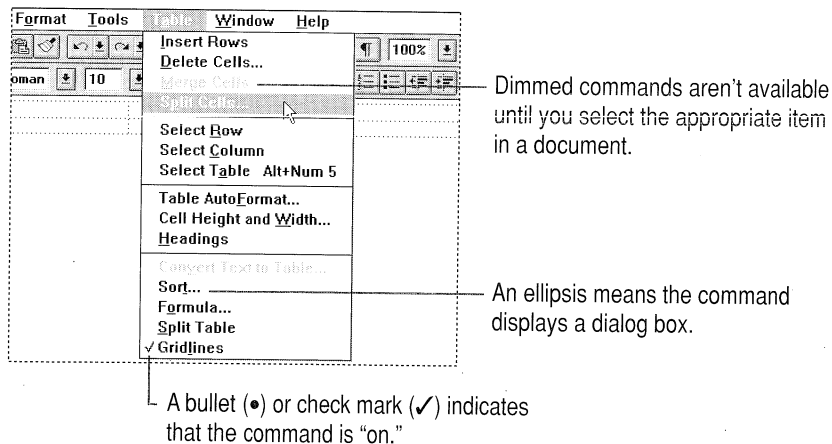 Format Tools Table Window Help
¶ 100%
oman 10
Insert Rows
Delete Cells...
Merge Cells...
Split Cells...
Select Row
Select Column
Select Table Alt+Num 5
Table AutoFormat...
Cell Height and Width...
Headings
Convert Text to Table...
Sort...
Formula...
Split Table
✓ Gridlines
Dimmed commands aren't available
until you select the appropriate item
in a document.
An ellipsis means the command
displays a dialog box.
A bullet (•) or check mark (✓) indicates
that the command is “on.”